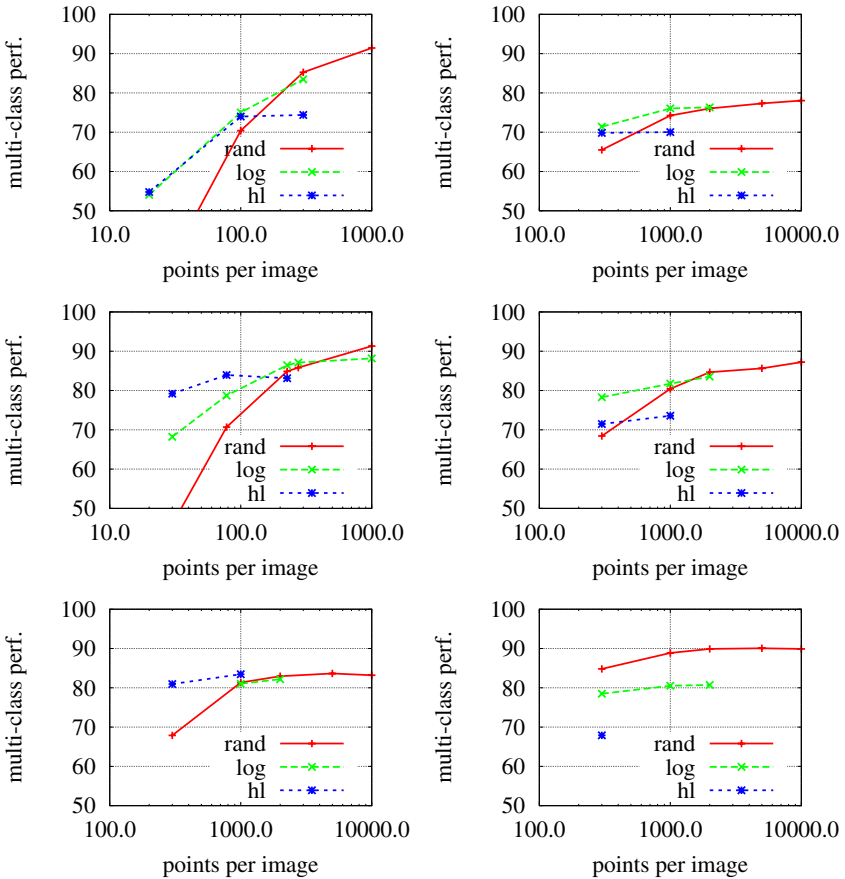 100
90
80
70
60
50
multi-class perf.
rand
log
hl
10.0 100.0 1000.0
points per image
100
90
80
70
60
50
multi-class perf.
rand
log
hl
100.0 1000.0 10000.0
points per image
100
90
80
70
60
50
multi-class perf.
rand
log
hl
10.0 100.0 1000.0
points per image
100
90
80
70
60
50
multi-class perf.
rand
log
hl
100.0 1000.0 10000.0
points per image
100
90
80
70
60
50
multi-class perf.
rand
log
hl
100.0 1000.0 10000.0
points per image
100
90
80
70
60
50
multi-class perf.
rand
log
hl
100.0 1000.0 10000.0
points per image